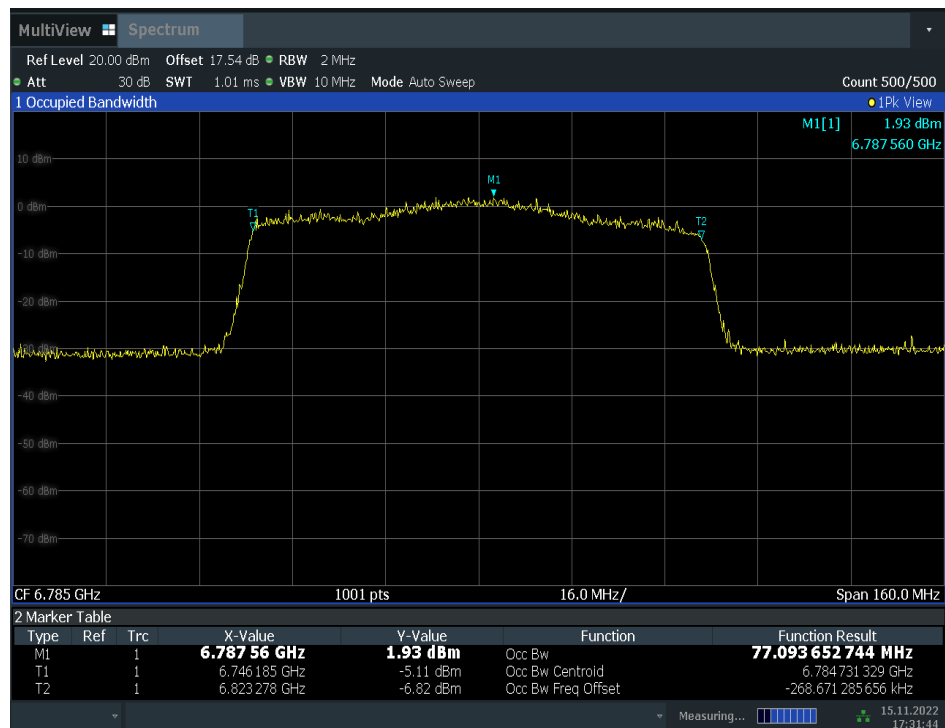 MultiView Spectrum
Ref Level 20.00 dBm Offset 17.54 dB RBW 2 MHz
Att 30 dB SWT 1.01 ms VBW 10 MHz Mode Auto Sweep Count 500/500
1 Occupied Bandwidth 1Pk View
M1[1] 1.93 dBm
6.787 560 GHz
10 dBm
M1
0 dBm
T1
T2
-10 dBm
-20 dBm
-30 dBm
-40 dBm
-50 dBm
-60 dBm
-70 dBm
CF 6.785 GHz 1001 pts 16.0 MHz/ Span 160.0 MHz
2 Marker Table
Type Ref Trc X-Value Y-Value Function Function Result
M1 1 6.787 56 GHz 1.93 dBm Occ Bw 77.093 652 744 MHz
T1 1 6.746 185 GHz -5.11 dBm Occ Bw Centroid 6.784 731 329 GHz
T2 1 6.823 278 GHz -6.82 dBm Occ Bw Freq Offset -268.671 285 656 kHz
Measuring... 15.11.2022
17:31:44